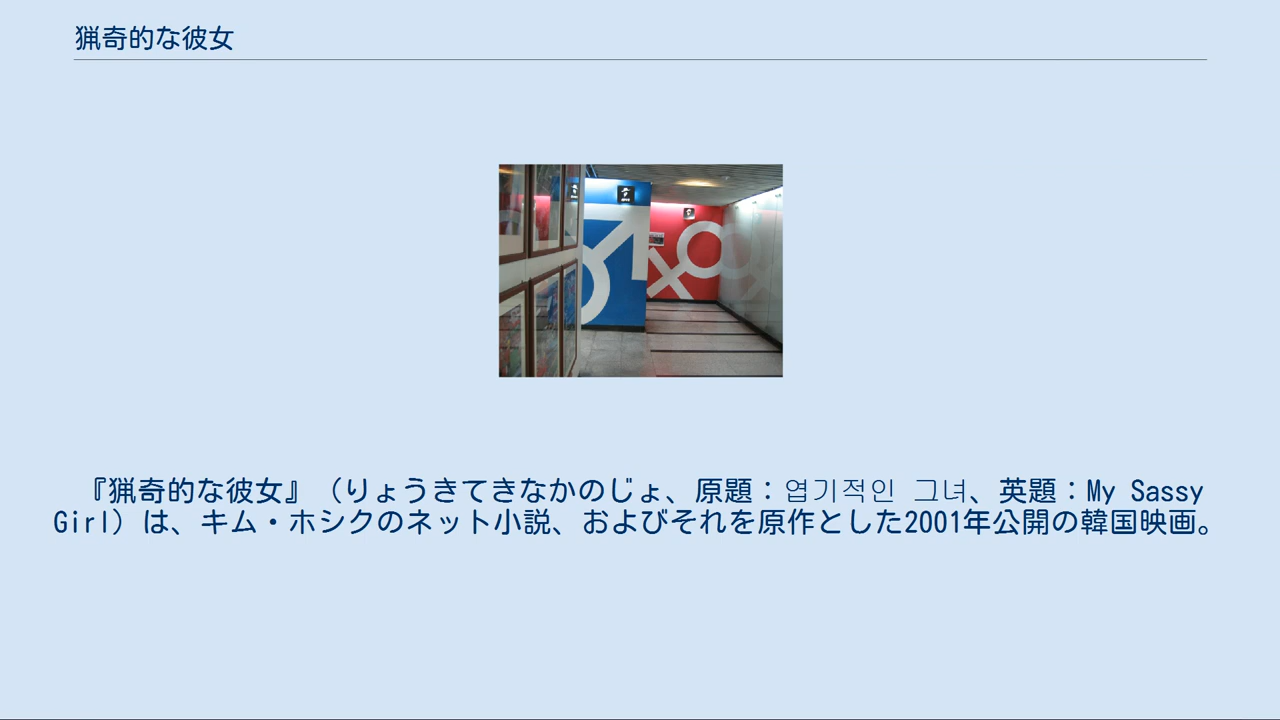 猟奇的な彼女
『猟奇的な彼女』（りょうきてきなかのじょ、原題：엽기적인 그녀、英題：My Sassy
Girl）は、キム・ホシクのネット小説、およびそれを原作とした2001年公開の韓国映画。